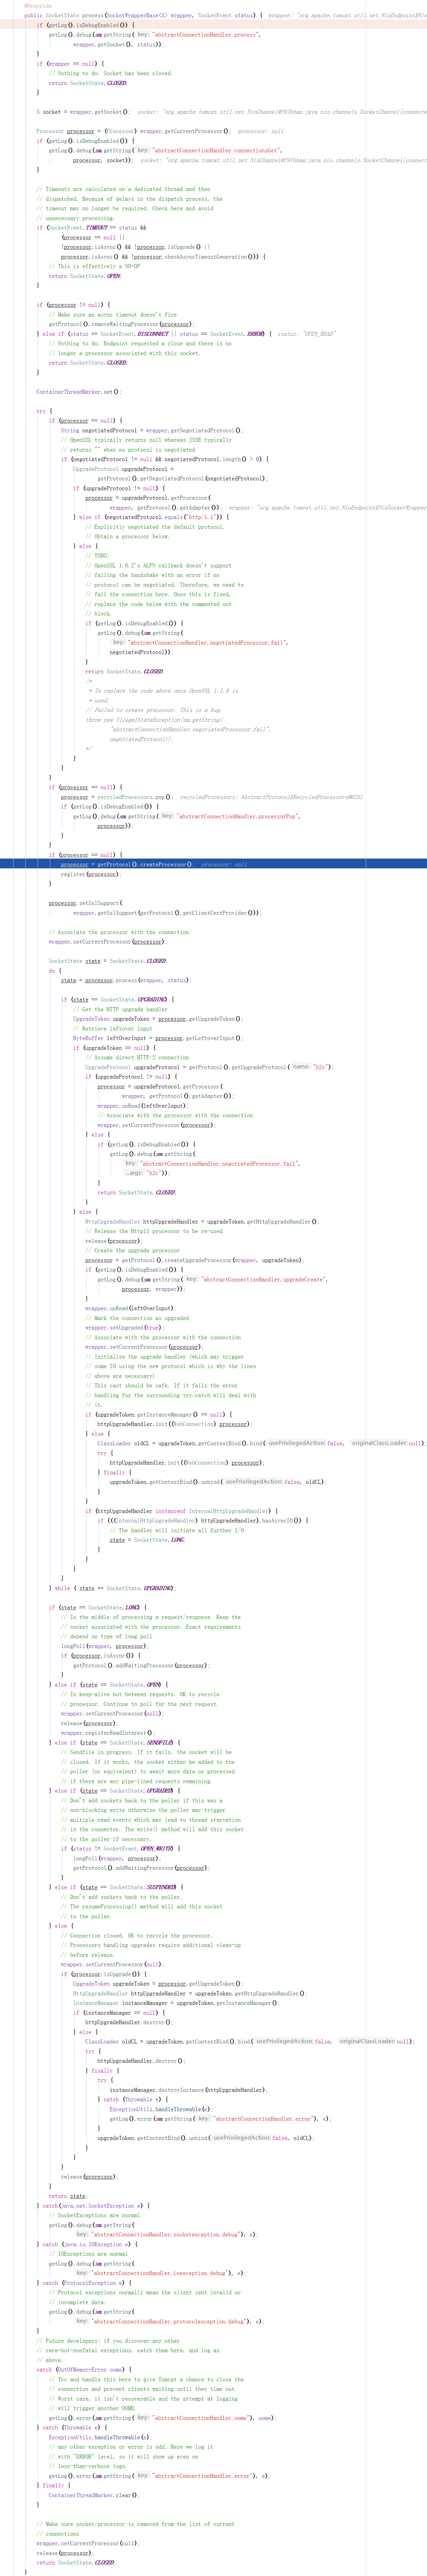 @Override
public SocketState process(SocketWrapperBase<S> wrapper, SocketEvent status) {  wrapper: "org.apache.tomcat.util.net.NioEndpoint$Nio
if (getLog().isDebugEnabled()) {
getLog().debug(sm.getString( key: "abstractConnectionHandler.process",
wrapper.getSocket(), status));
}
if (wrapper == null) {
// Nothing to do. Socket has been closed.
return SocketState.CLOSED;
}
S socket = wrapper.getSocket();
Processor processor = (Processor) wrapper.getCurrentProcessor();  processor: null
if (getLog().isDebugEnabled()) {
getLog().debug(sm.getString( key: "abstractConnectionHandler.connectionsGet",
processor, socket));
}
// Timeouts are calculated on a dedicated thread and then
// dispatched. Because of delays in the dispatch process, the
// timeout may no longer be required. Check here and avoid
// unnecessary processing.
if (SocketEvent.TIMEOUT == status &&
(processor == null ||
!processor.isAsync() && !processor.isUpgrade() ||
processor.isAsync() && !processor.checkAsyncTimeoutGeneration())) {
// This is effectively a NO-OP
return SocketState.OPEN;
}
if (processor != null) {
// Make sure an async timeout doesn't fire
getProtocol().removeWaitingProcessor(processor);
} else if (status == SocketEvent.DISCONNECT || status == SocketEvent.ERROR) {  status: "OPEN_READ"
// Nothing to do. Endpoint requested a close and there is no
// longer a processor associated with this socket.
return SocketState.CLOSED;
}
ContainerThreadMarker.set();
try {
if (processor == null) {
String negotiatedProtocol = wrapper.getNegotiatedProtocol();
// OpenSSL typically returns null whereas JSSE typically
// returns "" when no protocol is negotiated
if (negotiatedProtocol != null && negotiatedProtocol.length() > 0) {
UpgradeProtocol upgradeProtocol =
getProtocol().getNegotiatedProtocol(negotiatedProtocol);
if (upgradeProtocol != null) {
processor = upgradeProtocol.getProcessor(
wrapper, getProtocol().getAdapter());  wrapper: "org.apache.tomcat.util.net.NioEndpoint$NioSocketWrapper
} else if (negotiatedProtocol.equals("http/1.1")) {
// Explicitly negotiated the default protocol.
// Obtain a processor below.
} else {
// TODO:
// OpenSSL 1.0.2's ALPN callback doesn't support
// failing the handshake with an error if no
// protocol can be negotiated. Therefore, we need to
// fail the connection here. Once this is fixed,
// replace the code below with the commented out
// block.
if (getLog().isDebugEnabled()) {
getLog().debug(sm.getString(
key: "abstractConnectionHandler.negotiatedProcessor.fail",
negotiatedProtocol));
}
return SocketState.CLOSED;
/*
* To replace the code above once OpenSSL 1.1.0 is
* used.
// Failed to create processor. This is a bug.
throw new IllegalStateException(sm.getString(
"abstractConnectionHandler.negotiatedProcessor.fail",
negotiatedProtocol));
*/
}
}
}
if (processor == null) {
processor = recycledProcessors.pop();  recycledProcessors: AbstractProtocol$RecycledProcessors@6251
if (getLog().isDebugEnabled()) {
getLog().debug(sm.getString( key: "abstractConnectionHandler.processorPop",
processor));
}
}
if (processor == null) {
processor = getProtocol().createProcessor();  processor: null
register(processor);
}
processor.setSslSupport(
wrapper.getSslSupport(getProtocol().getClientCertProvider()));
// Associate the processor with the connection
wrapper.setCurrentProcessor(processor);
SocketState state = SocketState.CLOSED;
do {
state = processor.process(wrapper, status);
if (state == SocketState.UPGRADING) {
// Get the HTTP upgrade handler
UpgradeToken upgradeToken = processor.getUpgradeToken();
// Retrieve leftover input
ByteBuffer leftOverInput = processor.getLeftoverInput();
if (upgradeToken == null) {
// Assume direct HTTP/2 connection
UpgradeProtocol upgradeProtocol = getProtocol().getUpgradeProtocol( name: "h2c");
if (upgradeProtocol != null) {
processor = upgradeProtocol.getProcessor(
wrapper, getProtocol().getAdapter());
wrapper.unRead(leftOverInput);
// Associate with the processor with the connection
wrapper.setCurrentProcessor(processor);
} else {
if (getLog().isDebugEnabled()) {
getLog().debug(sm.getString(
key: "abstractConnectionHandler.negotiatedProcessor.fail",
...args: "h2c"));
}
return SocketState.CLOSED;
}
} else {
HttpUpgradeHandler httpUpgradeHandler = upgradeToken.getHttpUpgradeHandler();
// Release the Http11 processor to be re-used
release(processor);
// Create the upgrade processor
processor = getProtocol().createUpgradeProcessor(wrapper, upgradeToken);
if (getLog().isDebugEnabled()) {
getLog().debug(sm.getString( key: "abstractConnectionHandler.upgradeCreate",
processor, wrapper));
}
wrapper.unRead(leftOverInput);
// Mark the connection as upgraded
wrapper.setUpgraded(true);
// Associate with the processor with the connection
wrapper.setCurrentProcessor(processor);
// Initialise the upgrade handler (which may trigger
// some IO using the new protocol which is why the lines
// above are necessary)
// This cast should be safe. If it fails the error
// handling for the surrounding try/catch will deal with
// it.
if (upgradeToken.getInstanceManager() == null) {
httpUpgradeHandler.init((WebConnection) processor);
} else {
ClassLoader oldCL = upgradeToken.getContextBind().bind( usePrivilegedAction: false,  originalClassLoader: null);
try {
httpUpgradeHandler.init((WebConnection) processor);
} finally {
upgradeToken.getContextBind().unbind( usePrivilegedAction: false, oldCL);
}
}
if (httpUpgradeHandler instanceof InternalHttpUpgradeHandler) {
if (((InternalHttpUpgradeHandler) httpUpgradeHandler).hasAsyncIO()) {
// The handler will initiate all further I/O
state = SocketState.LONG;
}
}
}
}
} while ( state == SocketState.UPGRADING);
if (state == SocketState.LONG) {
// In the middle of processing a request/response. Keep the
// socket associated with the processor. Exact requirements
// depend on type of long poll
longPoll(wrapper, processor);
if (processor.isAsync()) {
getProtocol().addWaitingProcessor(processor);
}
} else if (state == SocketState.OPEN) {
// In keep-alive but between requests. OK to recycle
// processor. Continue to poll for the next request.
wrapper.setCurrentProcessor(null);
release(processor);
wrapper.registerReadInterest();
} else if (state == SocketState.SENDFILE) {
// Sendfile in progress. If it fails, the socket will be
// closed. If it works, the socket either be added to the
// poller (or equivalent) to await more data or processed
// if there are any pipe-lined requests remaining.
} else if (state == SocketState.UPGRADED) {
// Don't add sockets back to the poller if this was a
// non-blocking write otherwise the poller may trigger
// multiple read events which may lead to thread starvation
// in the connector. The write() method will add this socket
// to the poller if necessary.
if (status != SocketEvent.OPEN_WRITE) {
longPoll(wrapper, processor);
getProtocol().addWaitingProcessor(processor);
}
} else if (state == SocketState.SUSPENDED) {
// Don't add sockets back to the poller.
// The resumeProcessing() method will add this socket
// to the poller.
} else {
// Connection closed. OK to recycle the processor.
// Processors handling upgrades require additional clean-up
// before release.
wrapper.setCurrentProcessor(null);
if (processor.isUpgrade()) {
UpgradeToken upgradeToken = processor.getUpgradeToken();
HttpUpgradeHandler httpUpgradeHandler = upgradeToken.getHttpUpgradeHandler();
InstanceManager instanceManager = upgradeToken.getInstanceManager();
if (instanceManager == null) {
httpUpgradeHandler.destroy();
} else {
ClassLoader oldCL = upgradeToken.getContextBind().bind( usePrivilegedAction: false,  originalClassLoader: null);
try {
httpUpgradeHandler.destroy();
} finally {
try {
instanceManager.destroyInstance(httpUpgradeHandler);
} catch (Throwable e) {
ExceptionUtils.handleThrowable(e);
getLog().error(sm.getString( key: "abstractConnectionHandler.error"), e);
}
upgradeToken.getContextBind().unbind( usePrivilegedAction: false, oldCL);
}
}
}
release(processor);
}
return state;
} catch(java.net.SocketException e) {
// SocketExceptions are normal
getLog().debug(sm.getString(
key: "abstractConnectionHandler.socketexception.debug"), e);
} catch (java.io.IOException e) {
// IOExceptions are normal
getLog().debug(sm.getString(
key: "abstractConnectionHandler.ioexception.debug"), e);
} catch (ProtocolException e) {
// Protocol exceptions normally mean the client sent invalid or
// incomplete data.
getLog().debug(sm.getString(
key: "abstractConnectionHandler.protocolexception.debug"), e);
}
// Future developers: if you discover any other
// rare-but-nonfatal exceptions, catch them here, and log as
// above.
catch (OutOfMemoryError oome) {
// Try and handle this here to give Tomcat a chance to close the
// connection and prevent clients waiting until they time out.
// Worst case, it isn't recoverable and the attempt at logging
// will trigger another OOME.
getLog().error(sm.getString( key: "abstractConnectionHandler.oome"), oome);
} catch (Throwable e) {
ExceptionUtils.handleThrowable(e);
// any other exception or error is odd. Here we log it
// with "ERROR" level, so it will show up even on
// less-than-verbose logs.
getLog().error(sm.getString( key: "abstractConnectionHandler.error"), e);
} finally {
ContainerThreadMarker.clear();
}
// Make sure socket/processor is removed from the list of current
// connections
wrapper.setCurrentProcessor(null);
release(processor);
return SocketState.CLOSED;
}